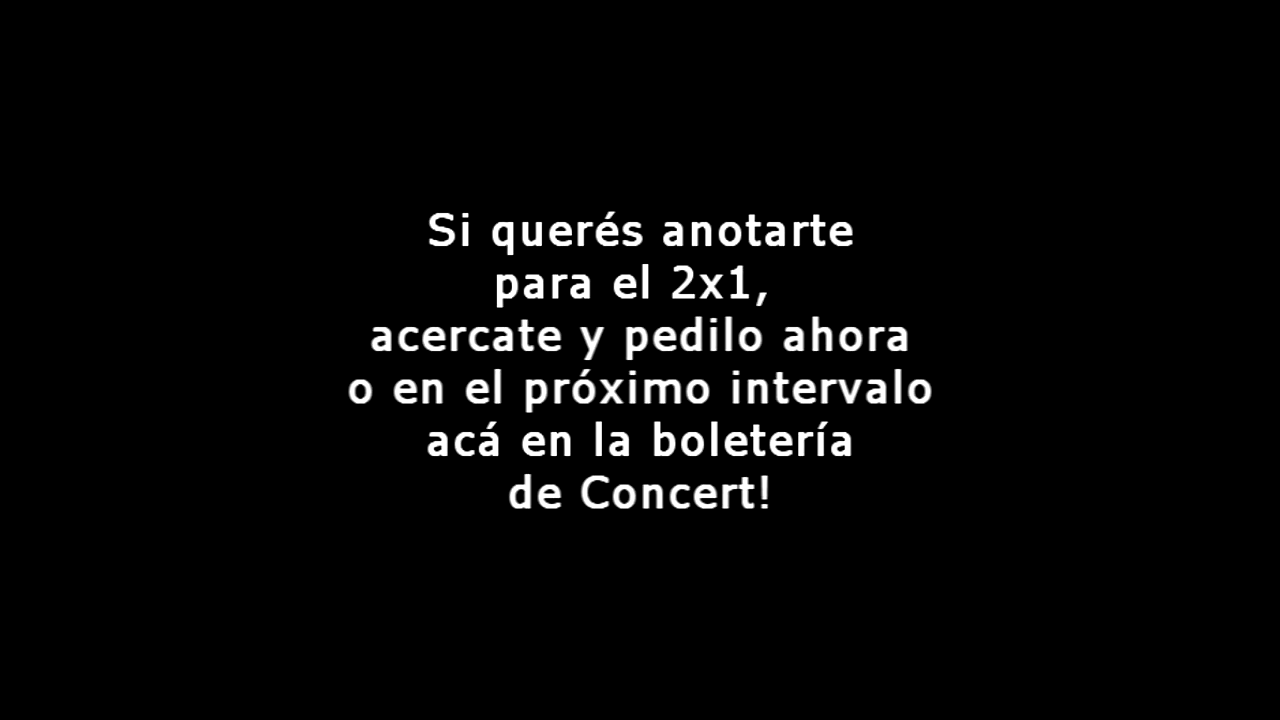 Si querés anotarte
para el 2x1,
acercate y pedilo ahora
o en el próximo intervalo
acá en la boletería
de Concert!